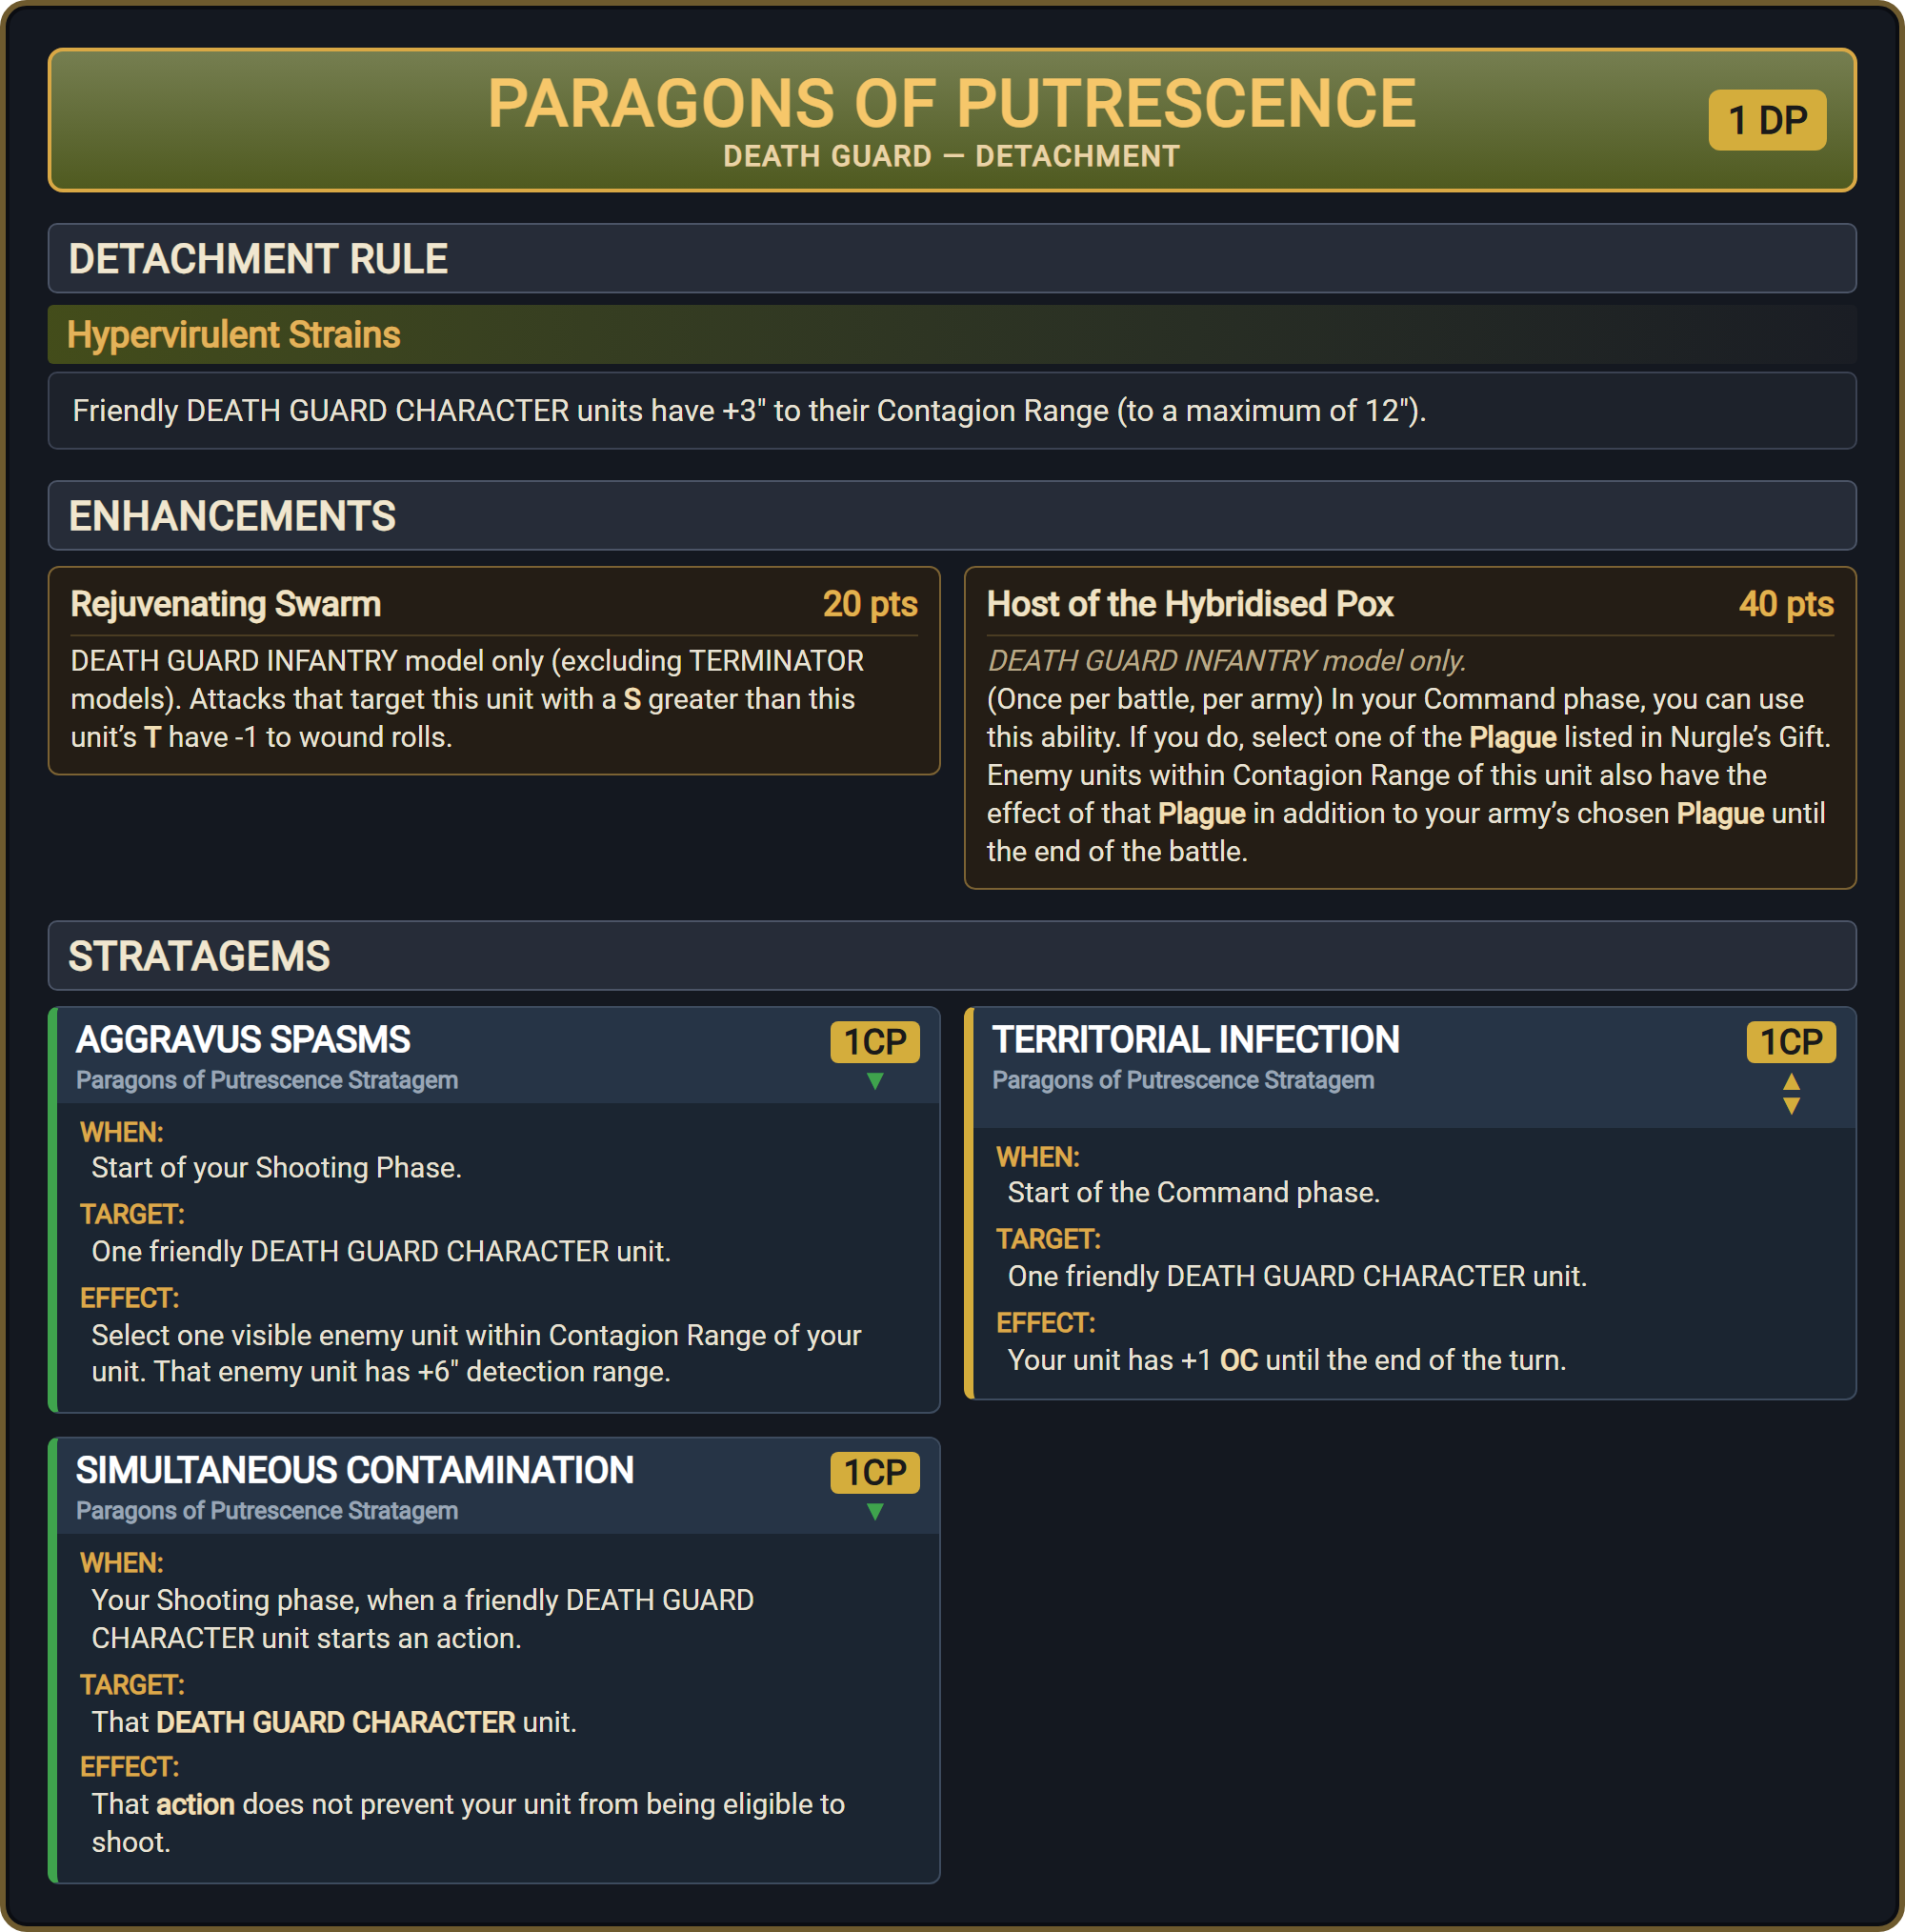 PARAGONS OF PUTRESCENCE
DEATH GUARD — DETACHMENT
1 DP
DETACHMENT RULE
Hypervirulent Strains
Friendly DEATH GUARD CHARACTER units have +3" to their Contagion Range (to a maximum of 12").
ENHANCEMENTS
Rejuvenating Swarm
20 pts
DEATH GUARD INFANTRY model only (excluding TERMINATOR
models). Attacks that target this unit with a S greater than this
unit’s T have -1 to wound rolls.
Host of the Hybridised Pox
40 pts
DEATH GUARD INFANTRY model only.
(Once per battle, per army) In your Command phase, you can use
this ability. If you do, select one of the Plague listed in Nurgle’s Gift.
Enemy units within Contagion Range of this unit also have the
effect of that Plague in addition to your army’s chosen Plague until
the end of the battle.
STRATAGEMS
AGGRAVUS SPASMS
1CP
Paragons of Putrescence Stratagem
▼
WHEN:
Start of your Shooting Phase.
TARGET:
One friendly DEATH GUARD CHARACTER unit.
EFFECT:
Select one visible enemy unit within Contagion Range of your
unit. That enemy unit has +6" detection range.
TERRITORIAL INFECTION
1CP
Paragons of Putrescence Stratagem
▲
▼
WHEN:
Start of the Command phase.
TARGET:
One friendly DEATH GUARD CHARACTER unit.
EFFECT:
Your unit has +1 OC until the end of the turn.
SIMULTANEOUS CONTAMINATION
1CP
Paragons of Putrescence Stratagem
▼
WHEN:
Your Shooting phase, when a friendly DEATH GUARD
CHARACTER unit starts an action.
TARGET:
That DEATH GUARD CHARACTER unit.
EFFECT:
That action does not prevent your unit from being eligible to
shoot.